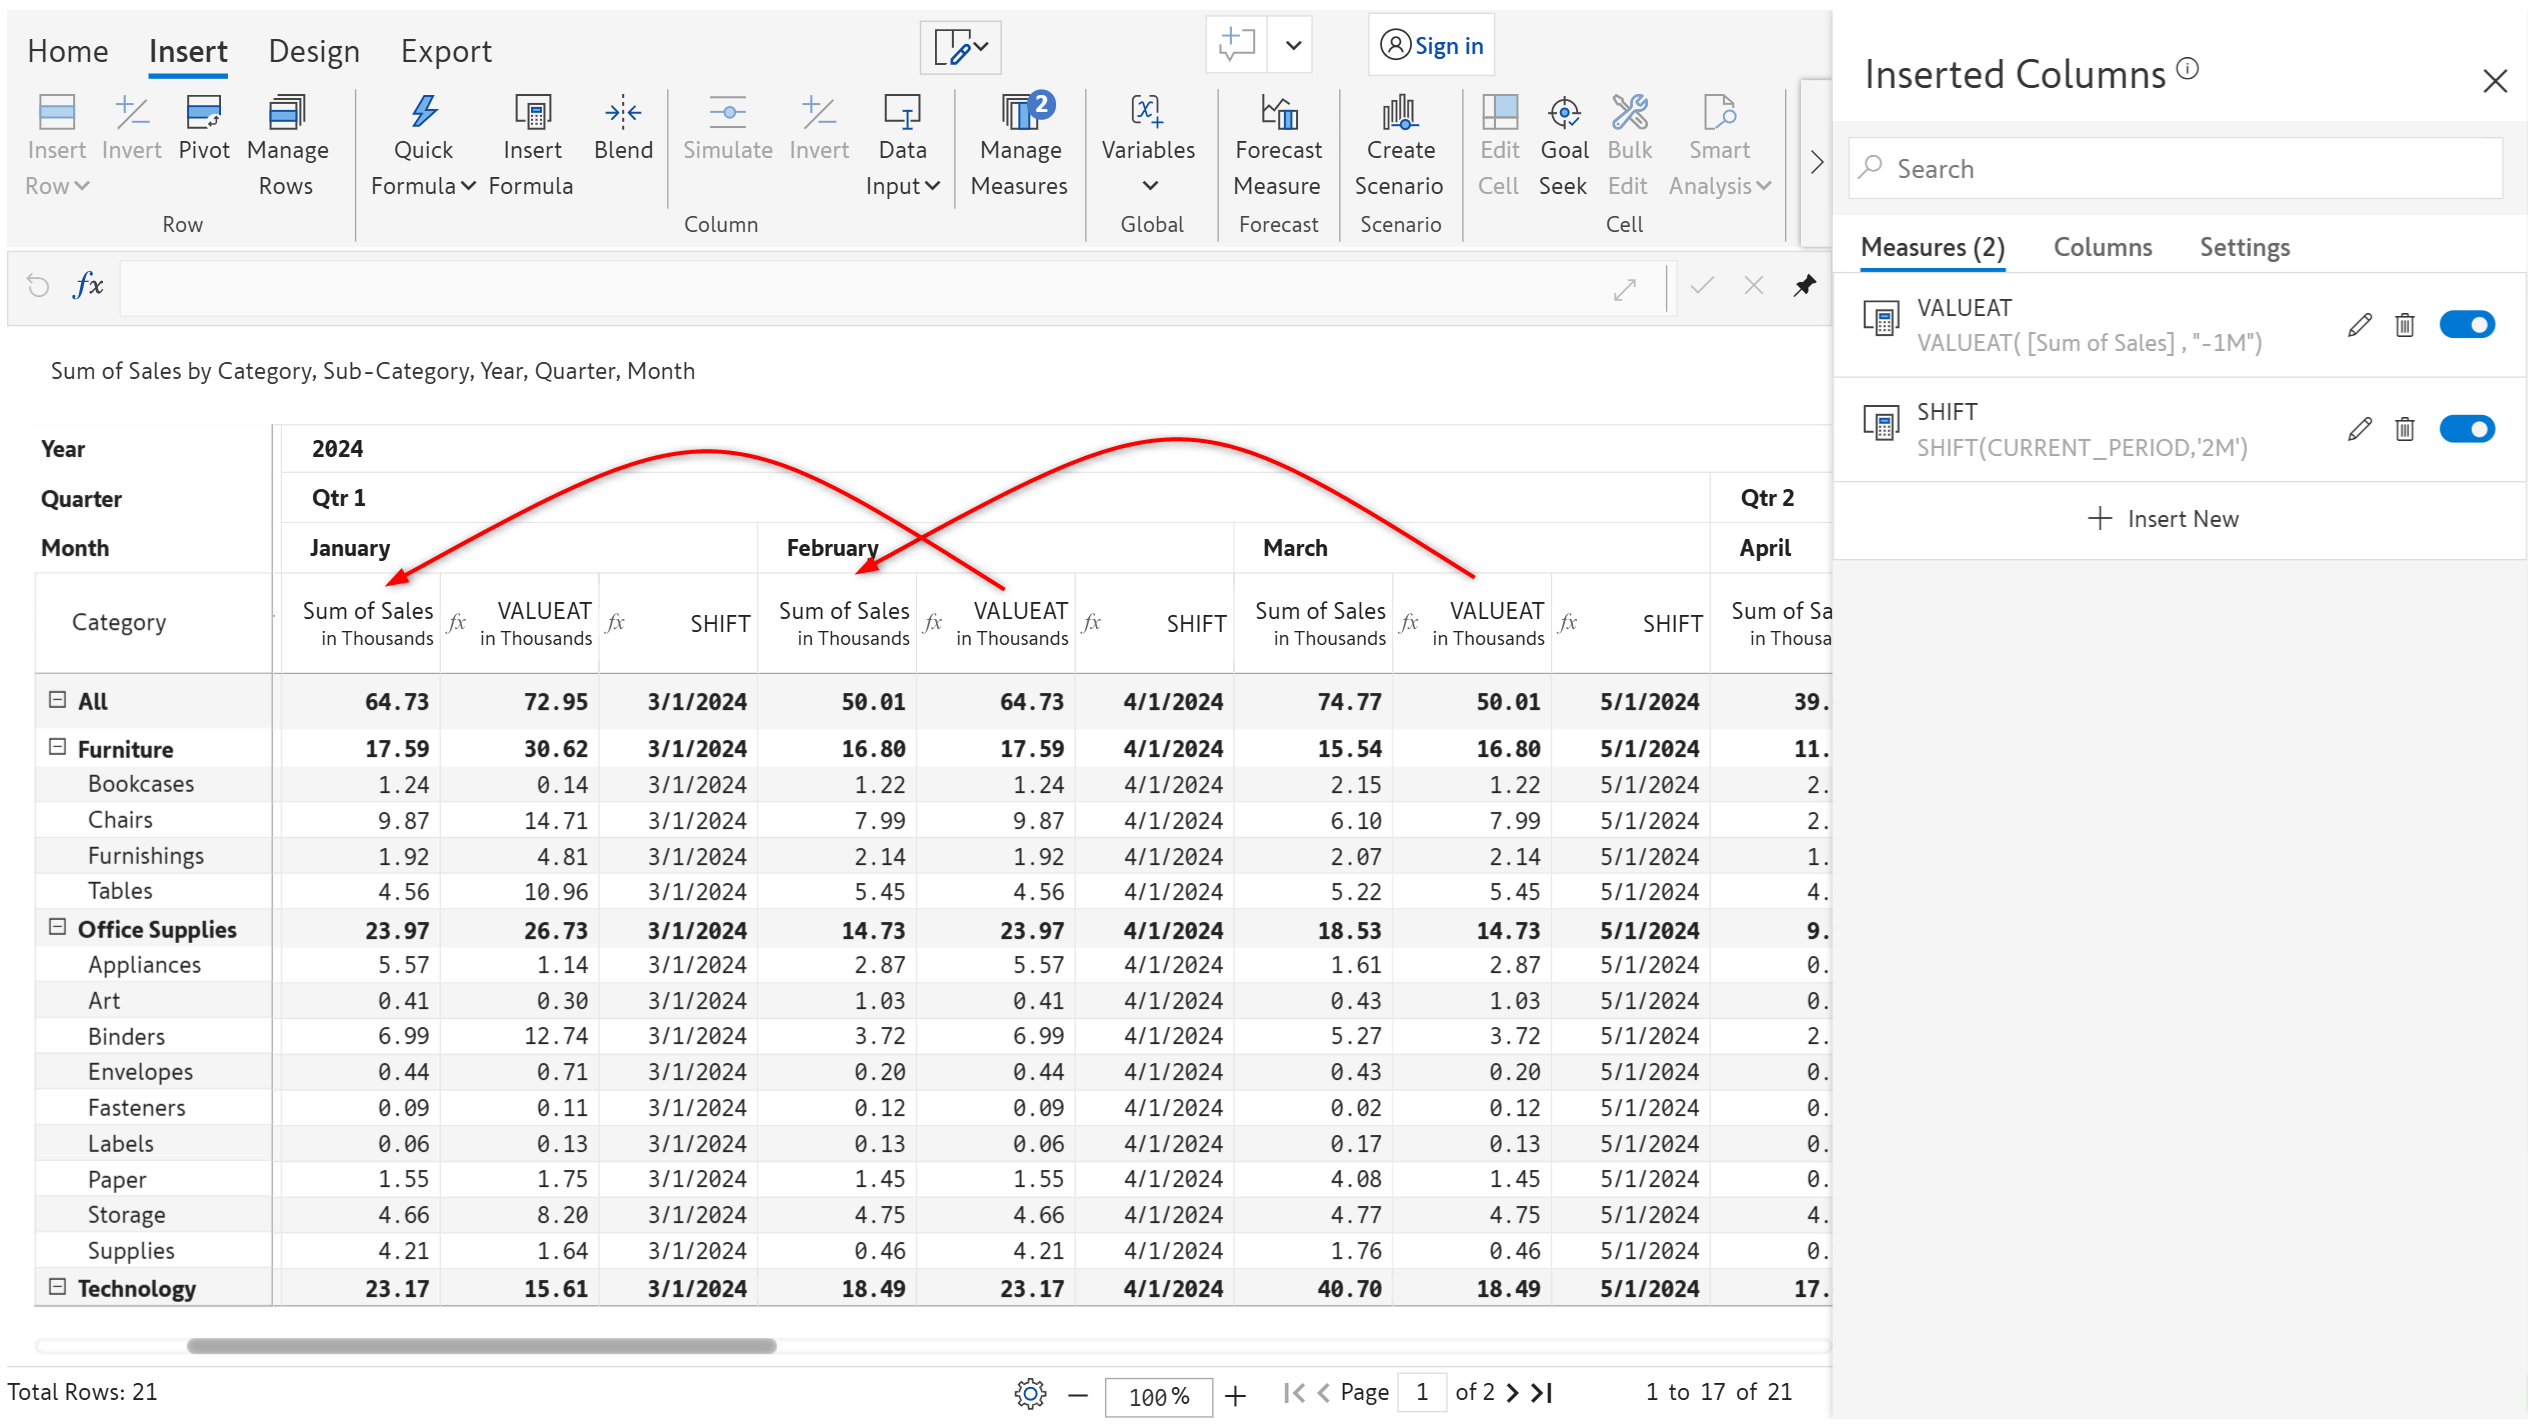 Home Insert Design Export Sign in
Insert Row Invert Pivot Manage Rows Quick Formula Insert Formula Blend Simulate Invert Data Input Manage Measures 2 Variables Forecast Measure Create Scenario Edit Cell Goal Seek Bulk Edit Smart Analysis
Row Column Global Forecast Scenario Cell
fx
Sum of Sales by Category, Sub-Category, Year, Quarter, Month
Year 2024
Quarter Qtr 1 Qtr 2
Month January February March April
Category Sum of Sales in Thousands fx VALUEAT in Thousands fx SHIFT Sum of Sales in Thousands fx VALUEAT in Thousands fx SHIFT Sum of Sales in Thousands fx VALUEAT in Thousands fx SHIFT Sum of Sa in Thousa
All 64.73 72.95 3/1/2024 50.01 64.73 4/1/2024 74.77 50.01 5/1/2024 39.
Furniture 17.59 30.62 3/1/2024 16.80 17.59 4/1/2024 15.54 16.80 5/1/2024 11.
Bookcases 1.24 0.14 3/1/2024 1.22 1.24 4/1/2024 2.15 1.22 5/1/2024 2.
Chairs 9.87 14.71 3/1/2024 7.99 9.87 4/1/2024 6.10 7.99 5/1/2024 2.
Furnishings 1.92 4.81 3/1/2024 2.14 1.92 4/1/2024 2.07 2.14 5/1/2024 1.
Tables 4.56 10.96 3/1/2024 5.45 4.56 4/1/2024 5.22 5.45 5/1/2024 4.
Office Supplies 23.97 26.73 3/1/2024 14.73 23.97 4/1/2024 18.53 14.73 5/1/2024 9.
Appliances 5.57 1.14 3/1/2024 2.87 5.57 4/1/2024 1.61 2.87 5/1/2024 0.
Art 0.41 0.30 3/1/2024 1.03 0.41 4/1/2024 0.43 1.03 5/1/2024 0.
Binders 6.99 12.74 3/1/2024 3.72 6.99 4/1/2024 5.27 3.72 5/1/2024 2.
Envelopes 0.44 0.71 3/1/2024 0.20 0.44 4/1/2024 0.43 0.20 5/1/2024 0.
Fasteners 0.09 0.11 3/1/2024 0.12 0.09 4/1/2024 0.02 0.12 5/1/2024 0.
Labels 0.06 0.13 3/1/2024 0.13 0.06 4/1/2024 0.17 0.13 5/1/2024 0.
Paper 1.55 1.75 3/1/2024 1.45 1.55 4/1/2024 4.08 1.45 5/1/2024 0.
Storage 4.66 8.20 3/1/2024 4.75 4.66 4/1/2024 4.77 4.75 5/1/2024 4.
Supplies 4.21 1.64 3/1/2024 0.46 4.21 4/1/2024 1.76 0.46 5/1/2024 0.
Technology 23.17 15.61 3/1/2024 18.49 23.17 4/1/2024 40.70 18.49 5/1/2024 17.
Total Rows: 21 100% Page 1 of 2 1 to 17 of 21
Inserted Columns
Search
Measures (2) Columns Settings
VALUEAT
VALUEAT( [Sum of Sales] , "-1M")
SHIFT
SHIFT(CURRENT_PERIOD,'2M')
Insert New